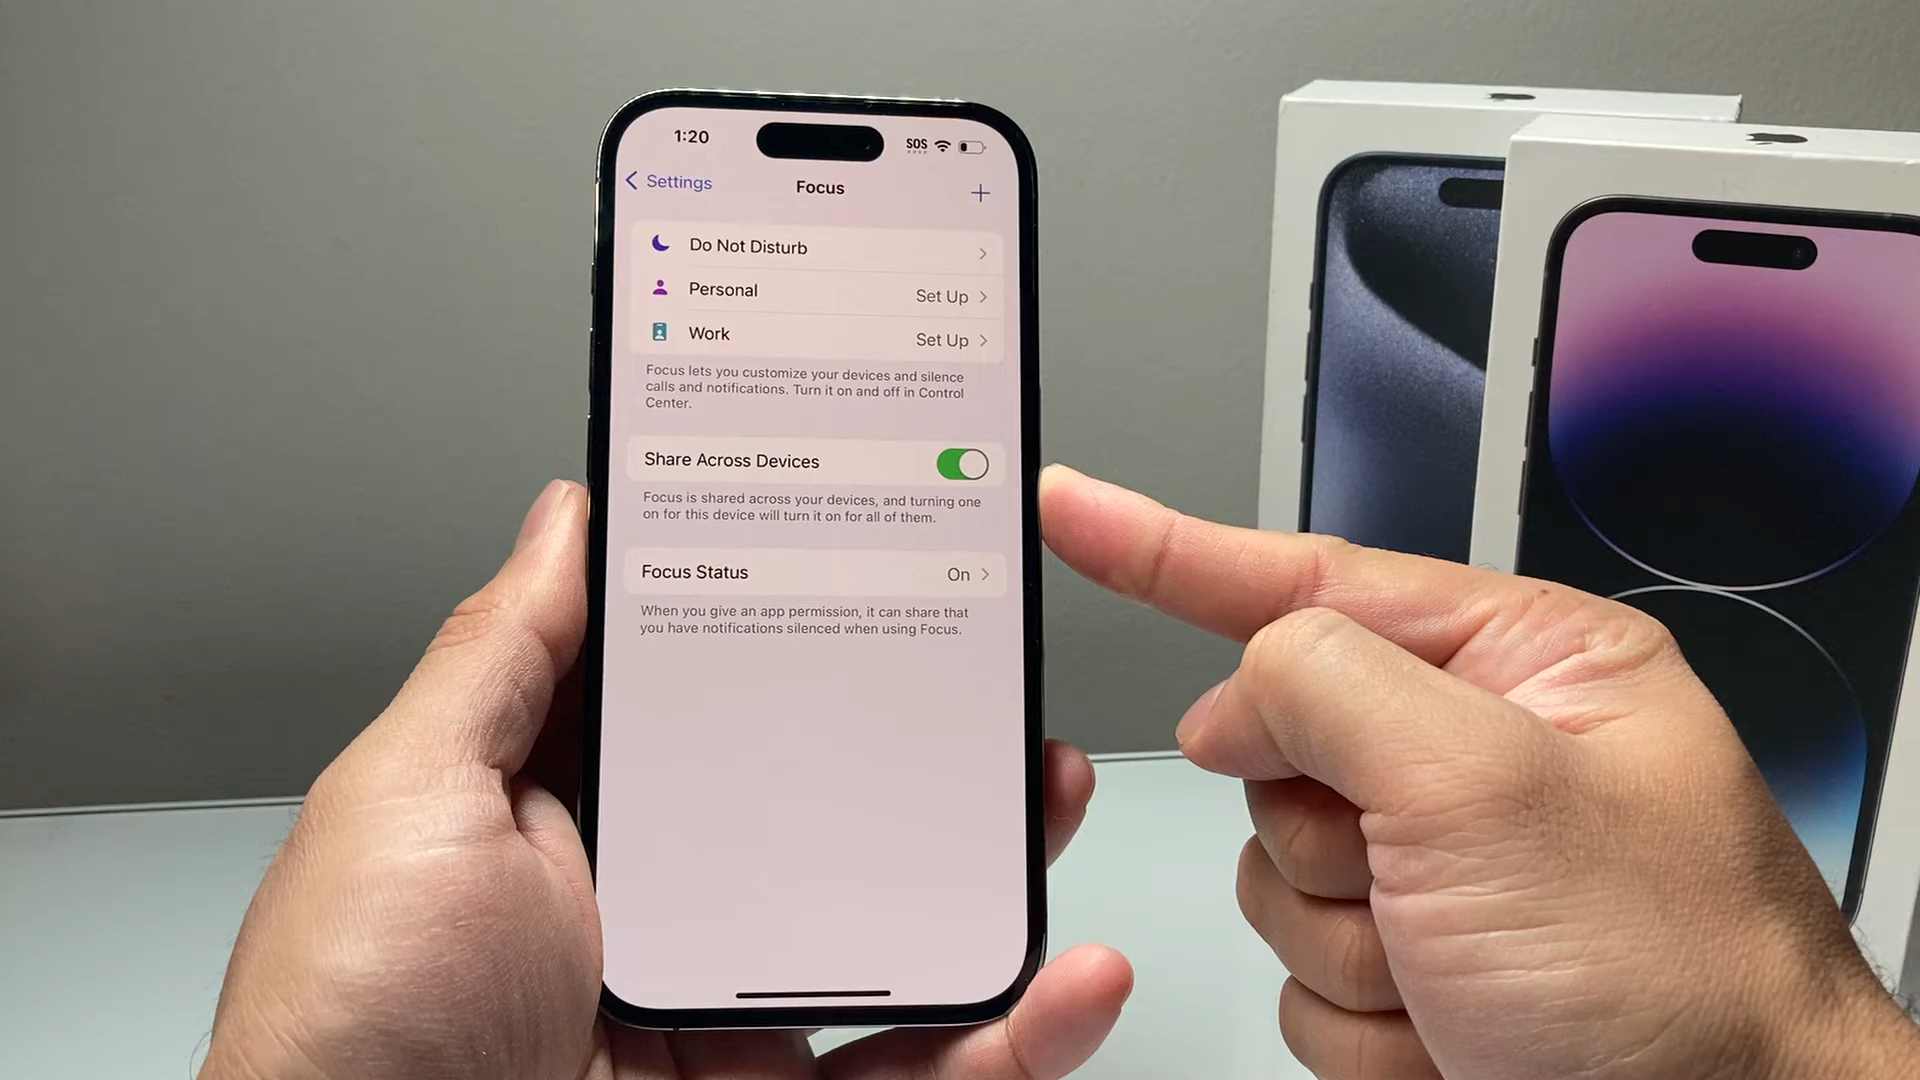 1:20
SOS
Settings
Focus
Do Not Disturb
Personal
Set Up
Work
Set Up
Focus lets you customize your devices and silence
calls and notifications. Turn it on and off in Control
Center.
Share Across Devices
Focus is shared across your devices, and turning one
on for this device will turn it on for all of them.
Focus Status
On
When you give an app permission, it can share that
you have notifications silenced when using Focus.